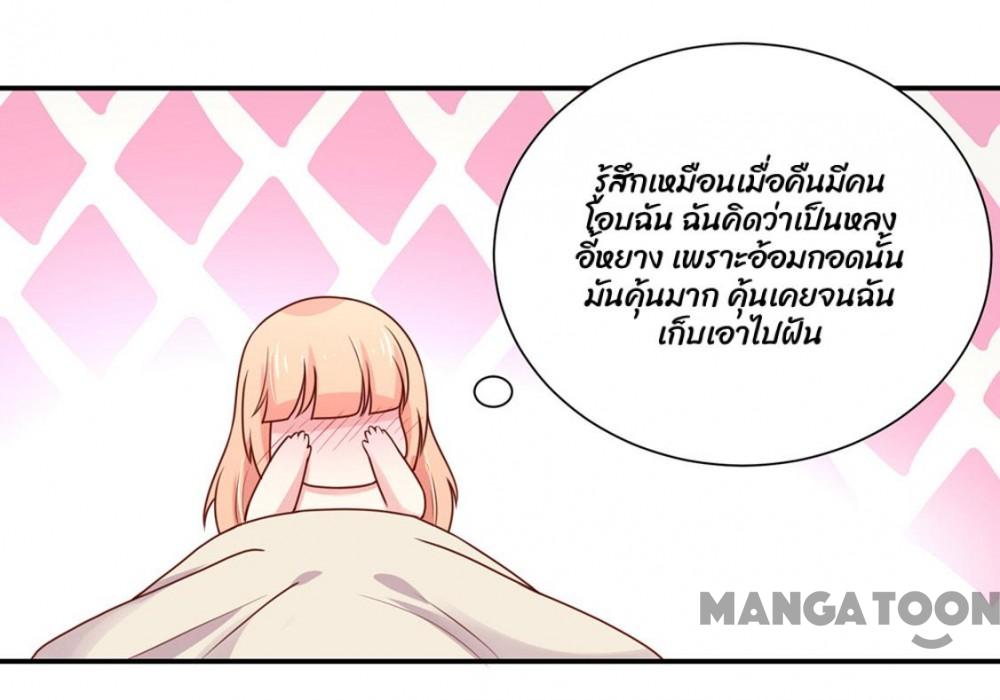 รู้สึกเหมือนเมื่อคืนมีคน
โอบฉัน ฉันคิดว่าเป็นหลง
อี้หยาง เพราะอ้อมกอดนั้น
มันคุ้นมาก คุ้นเคยจนฉัน
เก็บเอาไปฝัน
MANGATOON